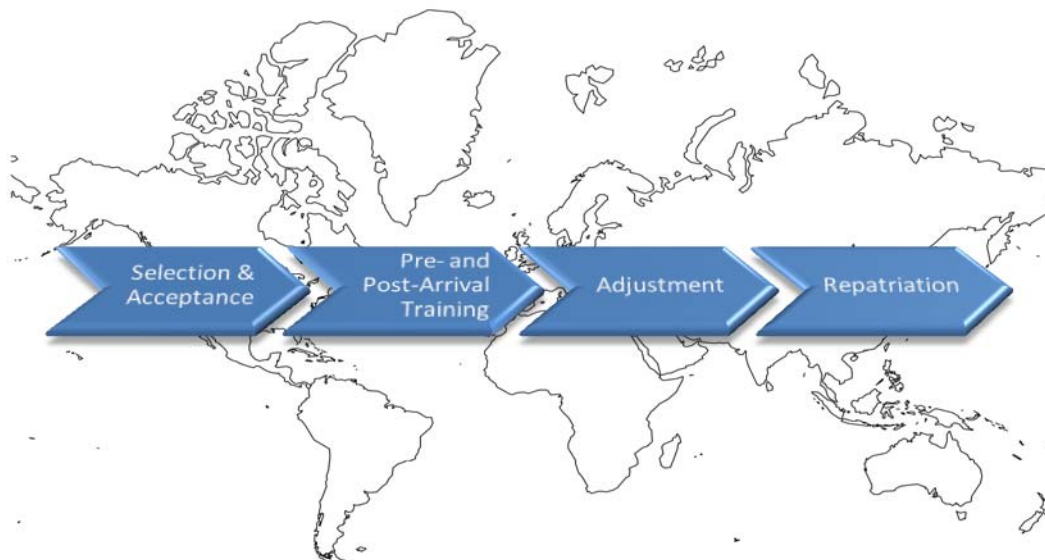 Selection &
Acceptance
Pre- and
Post-Arrival
Training
Adjustment
Repatriation